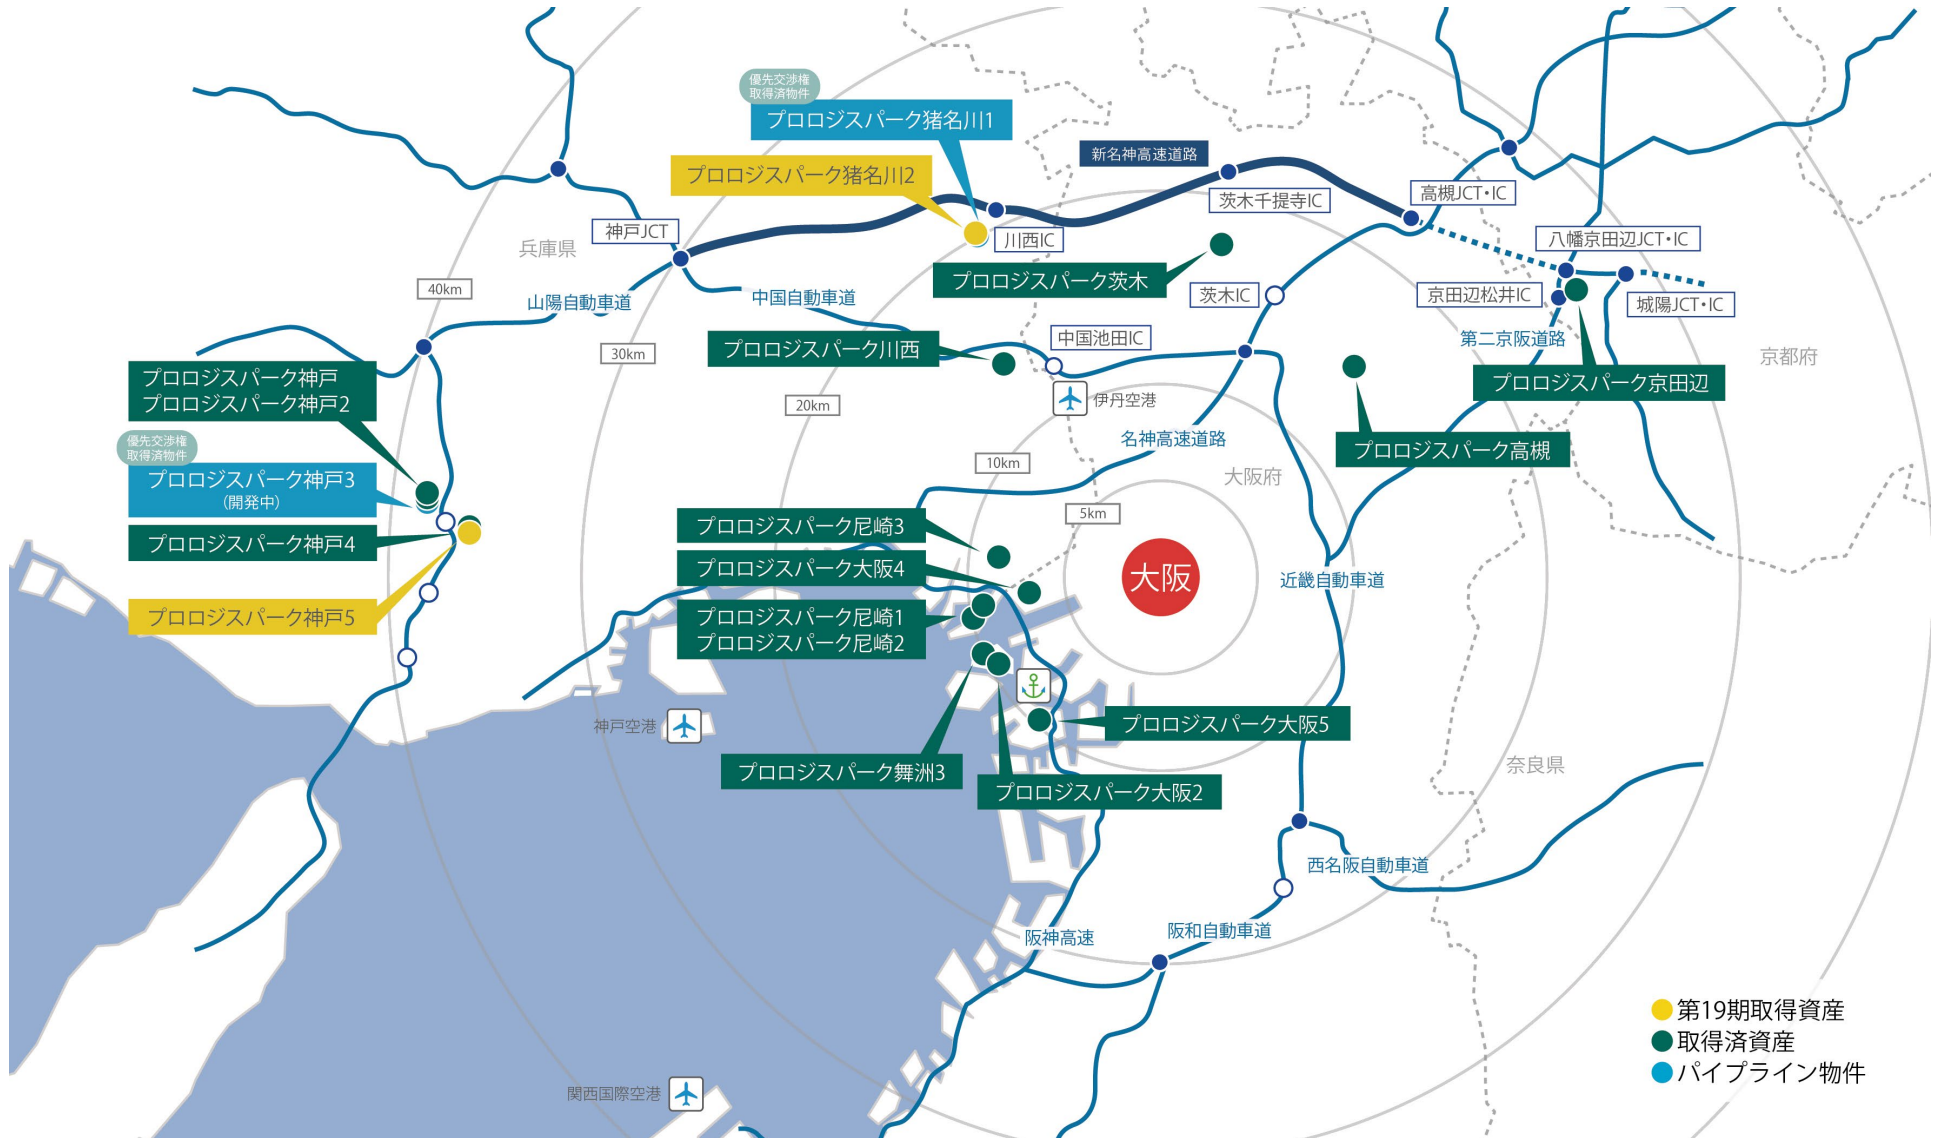 優先交渉権
取得済物件
プロロジスパーク猪名川1
新名神高速道路
プロロジスパーク猪名川2
茨木千提寺IC
高槻JCT・IC
神戸JCT
川西IC
八幡京田辺JCT・IC
兵庫県
プロロジスパーク茨木
40km
山陽自動車道
中国自動車道
茨木IC
京田辺松井IC
城陽JCT・IC
第二京阪道路
中国池田IC
30km
プロロジスパーク川西
京都府
プロロジスパーク神戸
プロロジスパーク神戸2
プロロジスパーク京田辺
20km
伊丹空港
優先交渉権
取得済物件
名神高速道路
プロロジスパーク高槻
10km
大阪府
プロロジスパーク神戸3
(開発中)
5km
プロロジスパーク尼崎3
プロロジスパーク神戸4
プロロジスパーク大阪4
大阪
近畿自動車道
プロロジスパーク神戸5
プロロジスパーク尼崎1
プロロジスパーク尼崎2
神戸空港
プロロジスパーク大阪5
奈良県
プロロジスパーク舞洲3
プロロジスパーク大阪2
西名阪自動車道
阪神高速
阪和自動車道
第19期取得資産
取得済資産
パイプライン物件
関西国際空港